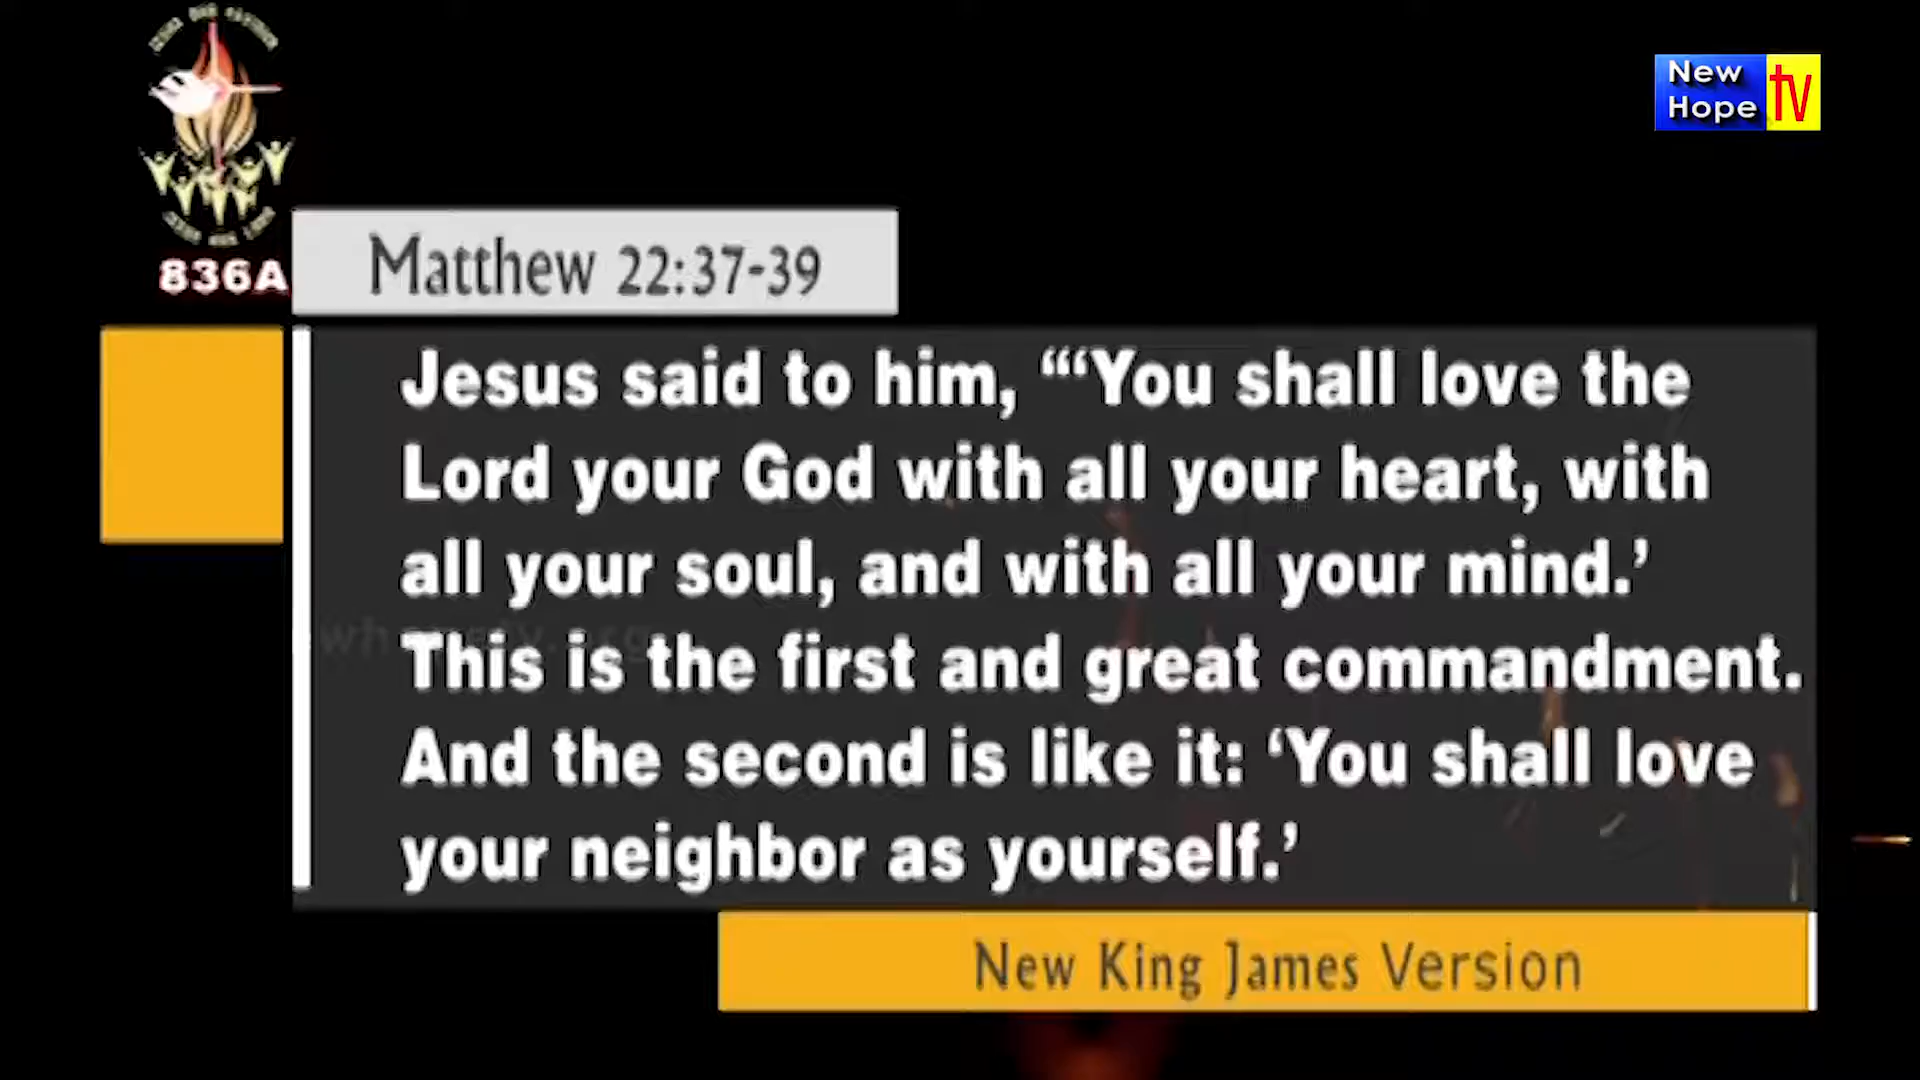 New
Hope
tv
836A
Matthew 22:37-39
Jesus said to him, “‘You shall love the
Lord your God with all your heart, with
all your soul, and with all your mind.’
This is the first and great commandment.
And the second is like it: ‘You shall love
your neighbor as yourself.’
New King James Version